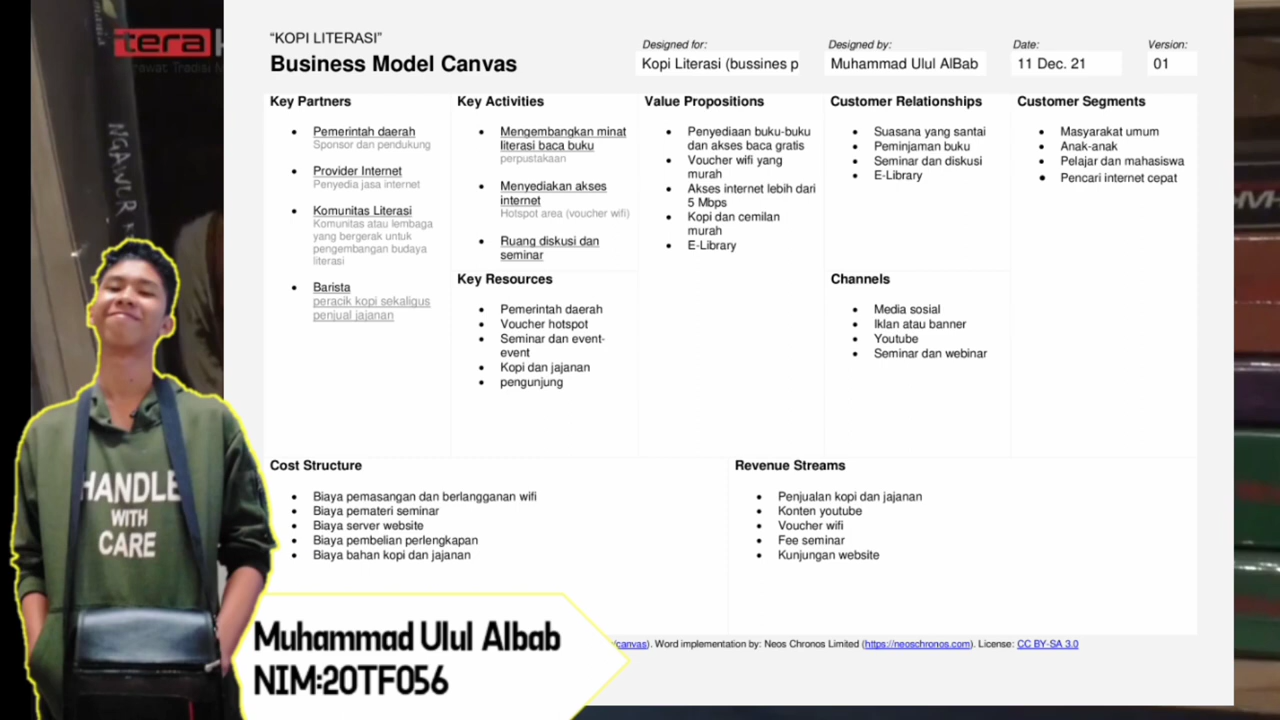 tera
"KOPI LITERASI"
Business Model Canvas
Designed for:
Kopi Literasi (bussines p
Designed by:
Muhammad Ulul AlBab
Date:
11 Dec. 21
Version:
01
Key Partners
• Pemerintah daerah
Sponsor dan pendukung
• Provider Internet
Penyedia jasa internet
• Komunitas Literasi
Komunitas atau lembaga
yang bergerak untuk
pengembangan budaya
literasi
• Barista
peracik kopi sekaligus
penjual jajanan
Key Activities
• Mengembangkan minat
literasi baca buku
perpustakaan
• Menyediakan akses
internet
Hotspot area (voucher wifi)
• Ruang diskusi dan
seminar
Key Resources
• Pemerintah daerah
• Voucher hotspot
• Seminar dan event-
event
• Kopi dan jajanan
• pengunjung
Value Propositions
• Penyediaan buku-buku
dan akses baca gratis
• Voucher wifi yang
murah
• Akses internet lebih dari
5 Mbps
• Kopi dan cemilan
murah
• E-Library
Customer Relationships
• Suasana yang santai
• Peminjaman buku
• Seminar dan diskusi
• E-Library
Channels
• Media sosial
• Iklan atau banner
• Youtube
• Seminar dan webinar
Customer Segments
• Masyarakat umum
• Anak-anak
• Pelajar dan mahasiswa
• Pencari internet cepat
Cost Structure
• Biaya pemasangan dan berlangganan wifi
• Biaya pemateri seminar
• Biaya server website
• Biaya pembelian perlengkapan
• Biaya bahan kopi dan jajanan
Revenue Streams
• Penjualan kopi dan jajanan
• Konten youtube
• Voucher wifi
• Fee seminar
• Kunjungan website
/canvas). Word implementation by: Neos Chronos Limited (https://neoschronos.com). License: CC BY-SA 3.0
HANDLE
WITH
CARE
Muhammad Ulul Albab
NIM:20TF056